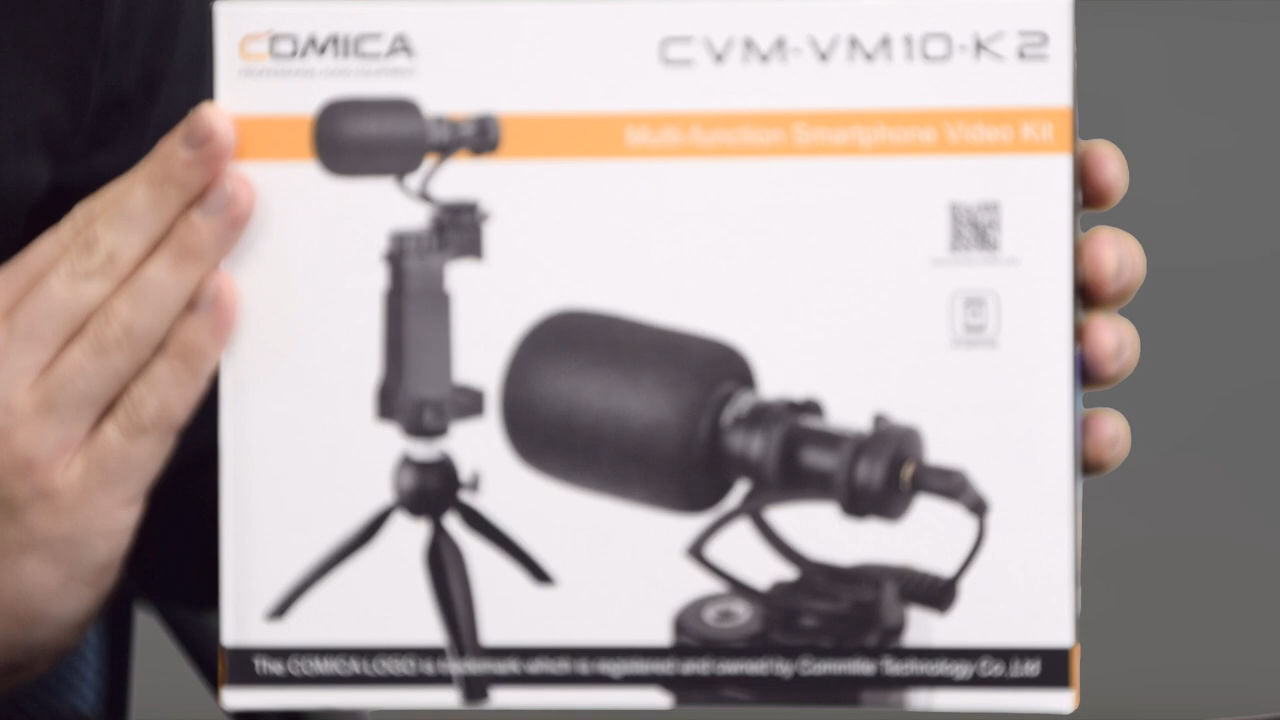 COMICA
CVM-VM10-K2
Multi-function Smartphone Video Kit
The COMICA LOGO is trademark which is registered and owned by Commlite Technology Co.,Ltd